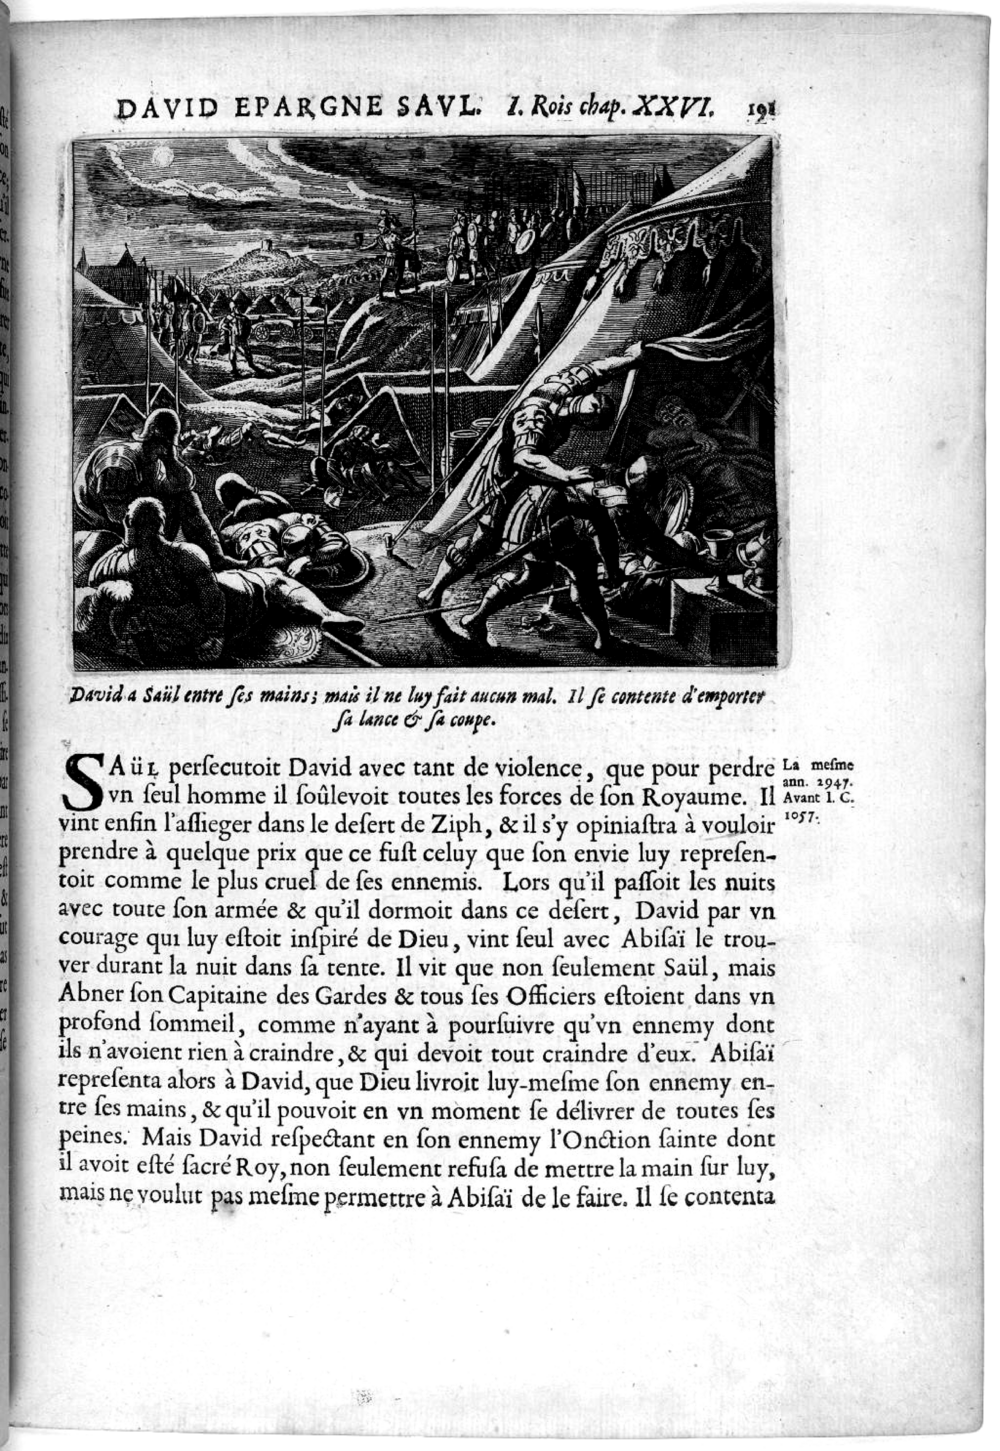 DAVID EPARGNE SAVL. I. Rois chap. XXVI. 191
David a Saül entre ſes mains; mais il ne luy fait aucun mal. Il ſe contente d'emporter
ſa lance & ſa coupe.
SAüL perſecutoit David avec tant de violence, que pour perdre
vn ſeul homme il ſoûlevoit toutes les forces de ſon Royaume. Il
vint enfin l'aſſieger dans le deſert de Ziph, & il s'y opiniaſtra à vouloir
prendre à quelque prix que ce fuſt celuy que ſon envie luy repreſen-
toit comme le plus cruel de ſes ennemis. Lors qu'il paſſoit les nuits
avec toute ſon armée & qu'il dormoit dans ce deſert, David par vn
courage qui luy eſtoit inſpiré de Dieu, vint ſeul avec Abiſaï le trou-
ver durant la nuit dans ſa tente. Il vit que non ſeulement Saül, mais
Abner ſon Capitaine des Gardes & tous ſes Officiers eſtoient dans vn
profond ſommeil, comme n'ayant à pourſuivre qu'vn ennemy dont
ils n'avoient rien à craindre, & qui devoit tout craindre d'eux. Abiſaï
repreſenta alors à David, que Dieu livroit luy-meſme ſon ennemy en-
tre ſes mains, & qu'il pouvoit en vn moment ſe délivrer de toutes ſes
peines. Mais David reſpectant en ſon ennemy l'Onction ſainte dont
il avoit eſté ſacré Roy, non ſeulement refuſa de mettre la main ſur luy,
mais ne voulut pas meſme permettre à Abiſaï de le faire. Il ſe contenta
La meſme
ann. 2947.
Avant I. C.
1057.